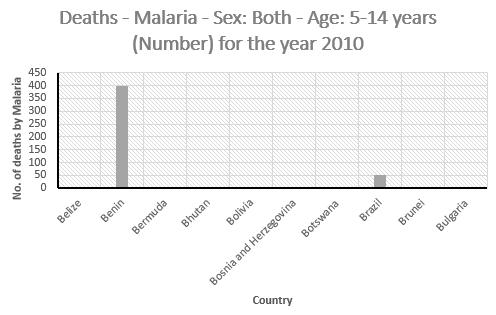 Deaths - Malaria - Sex: Both - Age: 5-14 years
(Number) for the year 2010
No. of deaths by Malaria
450
400
350
300
250
200
150
100
50
0
Belize
Benin
Bermuda
Bhutan
Bolivia
Bosnia and Herzegovina
Botswana
Brazil
Brunei
Bulgaria
Country